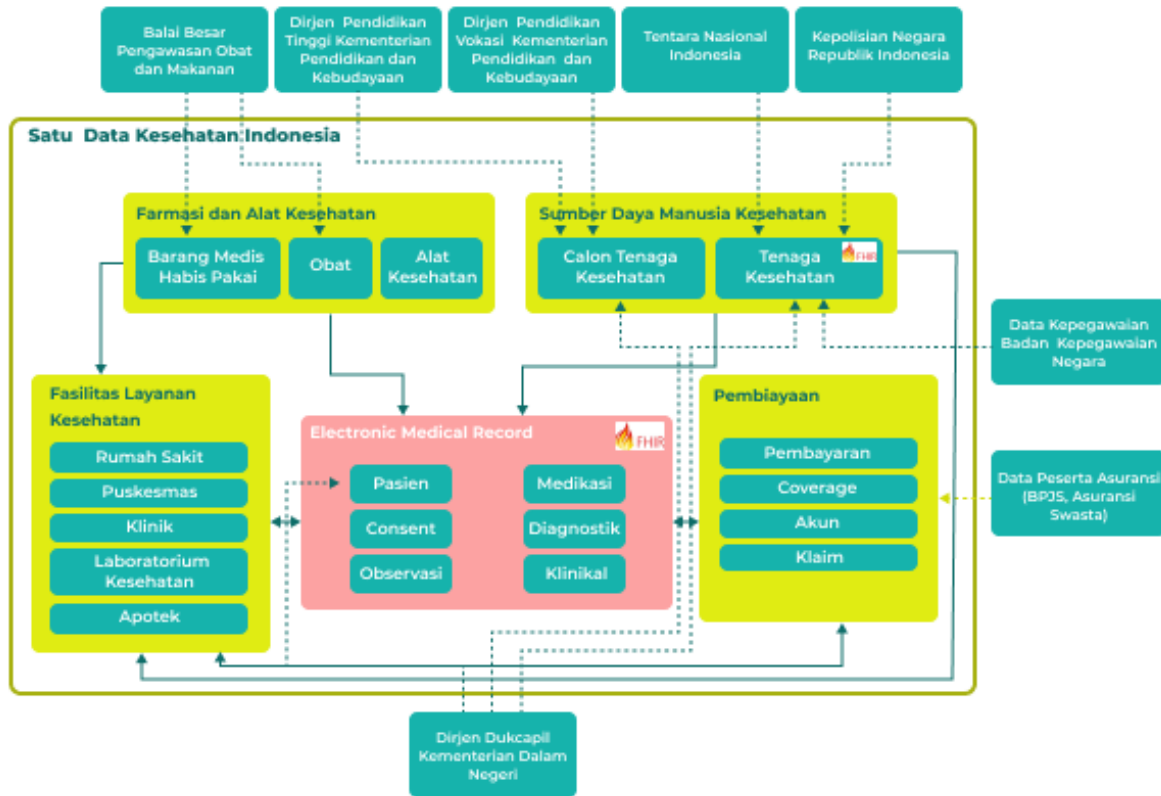 Balai Besar
Pengawasan Obat
dan Makanan
Dirjen Pendidikan
Tinggi Kementerian
Pendidikan dan
Kebudayaan
Dirjen Pendidikan
Vokasi Kementerian
Pendidikan dan
Kebudayaan
Tentara Nasional
Indonesia
Kepolisian Negara
Republik Indonesia
Satu Data Kesehatan Indonesia
Farmasi dan Alat Kesehatan
Barang Medis
Habis Pakai
Obat
Alat
Kesehatan
Sumber Daya Manusia Kesehatan
Calon Tenaga
Kesehatan
Tenaga
Kesehatan
FHIR
Data Kepegawaian
Badan Kepegawaian
Negara
Fasilitas Layanan
Kesehatan
Rumah Sakit
Puskesmas
Klinik
Laboratorium
Kesehatan
Apotek
Electronic Medical Record
FHIR
Pasien
Consent
Observasi
Medikasi
Diagnostik
Klinikal
Pembiayaan
Pembayaran
Coverage
Akun
Klaim
Data Peserta Asuransi
(BPJS, Asuransi
Swasta)
Dirjen Dukcapil
Kementerian Dalam
Negeri